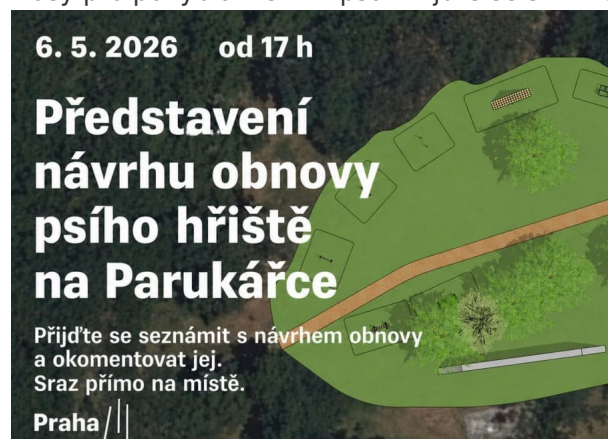 6. 5. 2026 od 17 h
Představení
návrhu obnovy
psího hřiště
na Parukářce
Přijďte se seznámit s návrhem obnovy
a okomentovat jej.
Sraz přímo na místě.
Praha